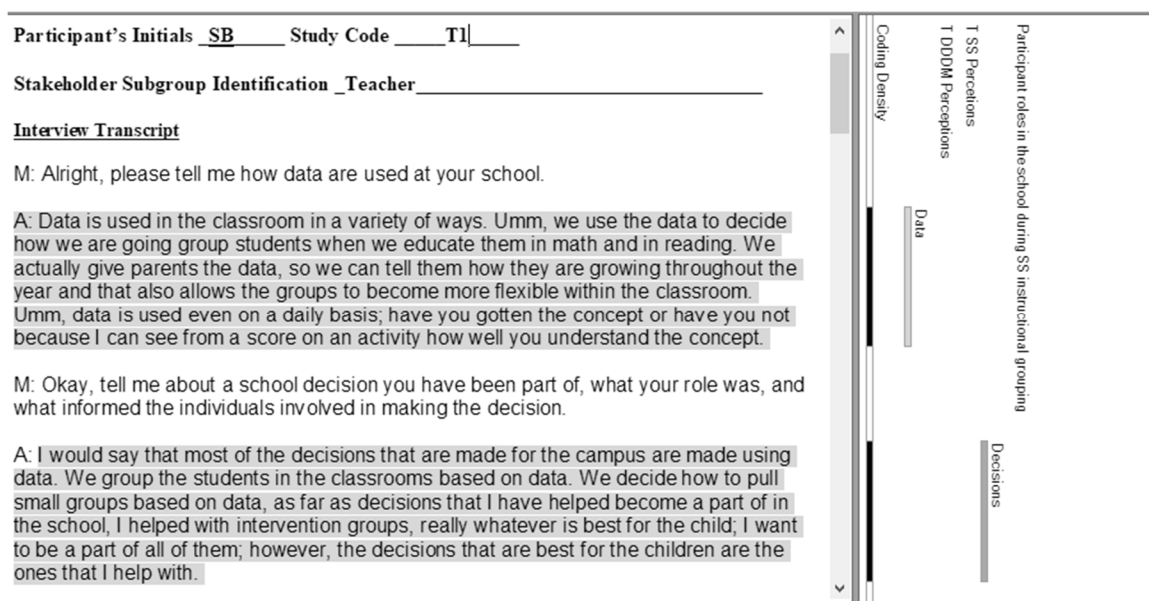 Participant's Initials _SB_____ Study Code _____T1_____
Stakeholder Subgroup Identification _Teacher________________________________
Interview Transcript
M: Alright, please tell me how data are used at your school.
A: Data is used in the classroom in a variety of ways. Umm, we use the data to decide
how we are going group students when we educate them in math and in reading. We
actually give parents the data, so we can tell them how they are growing throughout the
year and that also allows the groups to become more flexible within the classroom.
Umm, data is used even on a daily basis; have you gotten the concept or have you not
because I can see from a score on an activity how well you understand the concept.
M: Okay, tell me about a school decision you have been part of, what your role was, and
what informed the individuals involved in making the decision.
A: I would say that most of the decisions that are made for the campus are made using
data. We group the students in the classrooms based on data. We decide how to pull
small groups based on data, as far as decisions that I have helped become a part of in
the school, I helped with intervention groups, really whatever is best for the child; I want
to be a part of all of them; however, the decisions that are best for the children are the
ones that I help with.
Coding Density
Data
T DDDM Perceptions
T SS Percetions
Decisions
Participant roles in the school during SS instructional grouping